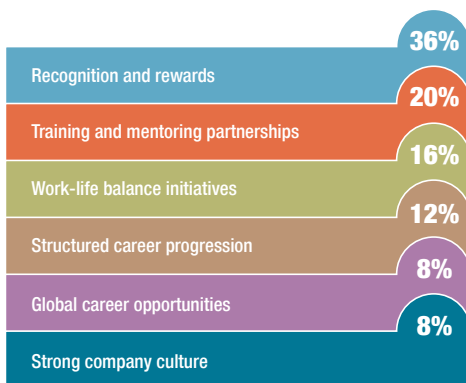 36%
Recognition and rewards
20%
Training and mentoring partnerships
16%
Work-life balance initiatives
12%
Structured career progression
8%
Global career opportunities
8%
Strong company culture